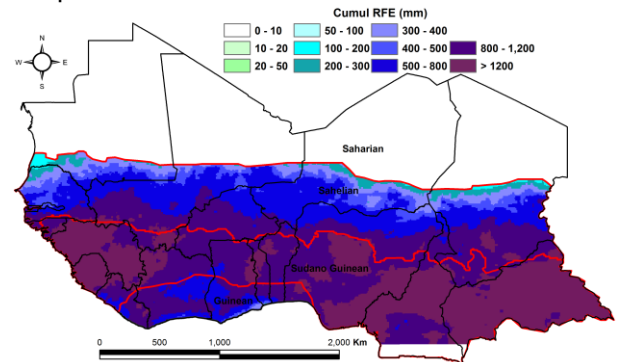 Cumul RFE (mm)
0 - 10 50 - 100 300 - 400
10 - 20 100 - 200 400 - 500 800 - 1,200
20 - 50 200 - 300 500 - 800 > 1200
N
W E
S
Saharian
Sahelian
Sudano Guinean
Guinean
0 500 1,000 2,000 Km